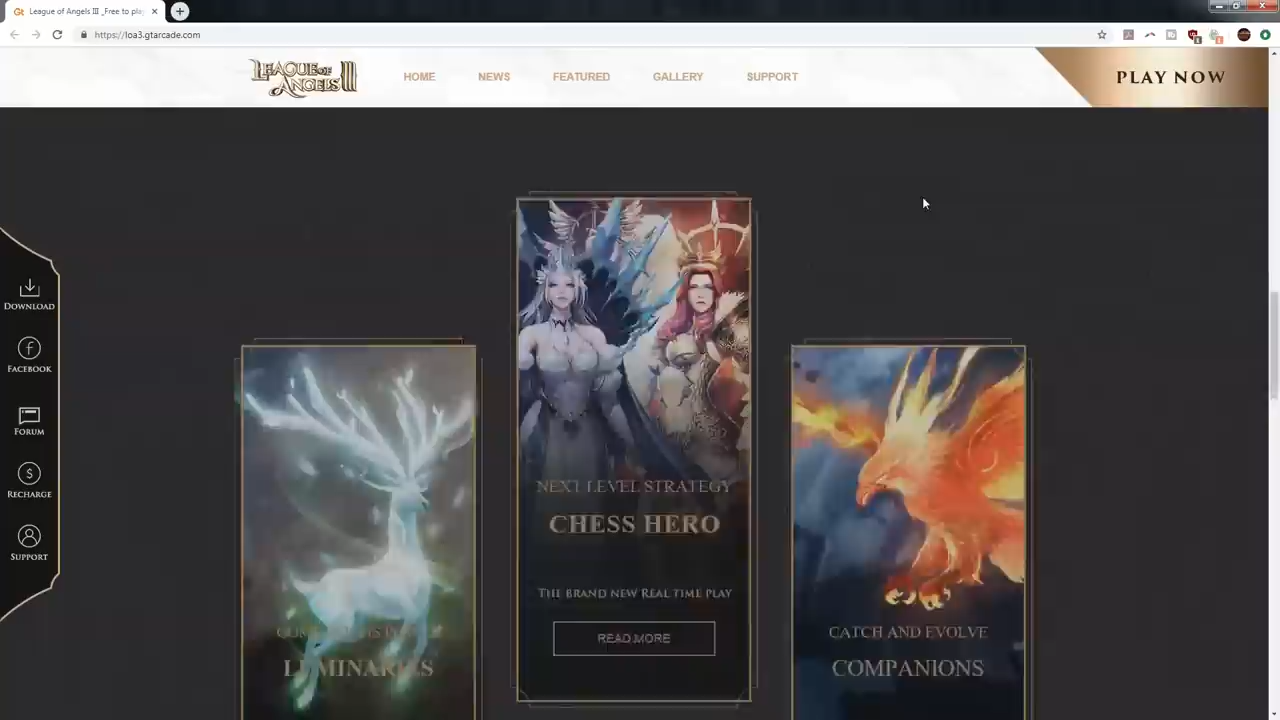 League of Angels III _Free to pla
https://loa3.gtarcade.com
LEAGUE OF
ANGELS III
HOME
NEWS
FEATURED
GALLERY
SUPPORT
PLAY NOW
DOWNLOAD
FACEBOOK
FORUM
RECHARGE
SUPPORT
NEXT LEVEL STRATEGY
CHESS HERO
THE BRAND NEW REAL TIME PLAY
READ MORE
LUMINARIES
CATCH AND EVOLVE
COMPANIONS